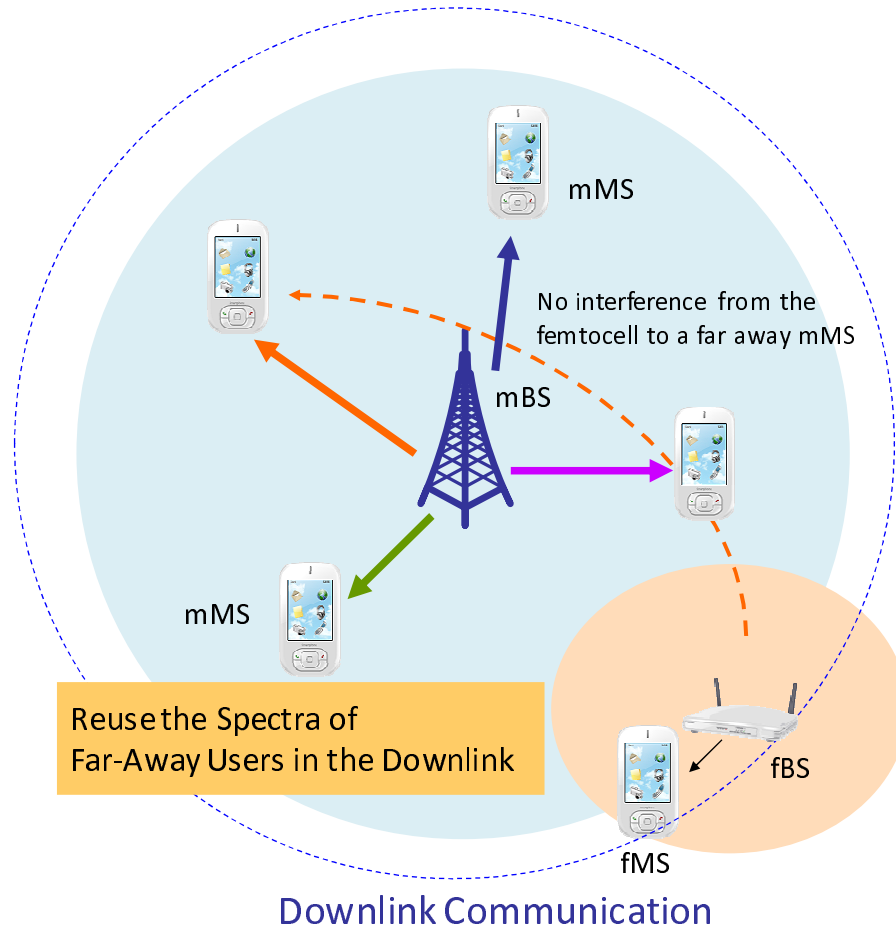 mMS
No interference from the
femtocell to a far away mMS
mBS
mMS
Reuse the Spectra of
Far-Away Users in the Downlink
fBS
fMS
Downlink Communication